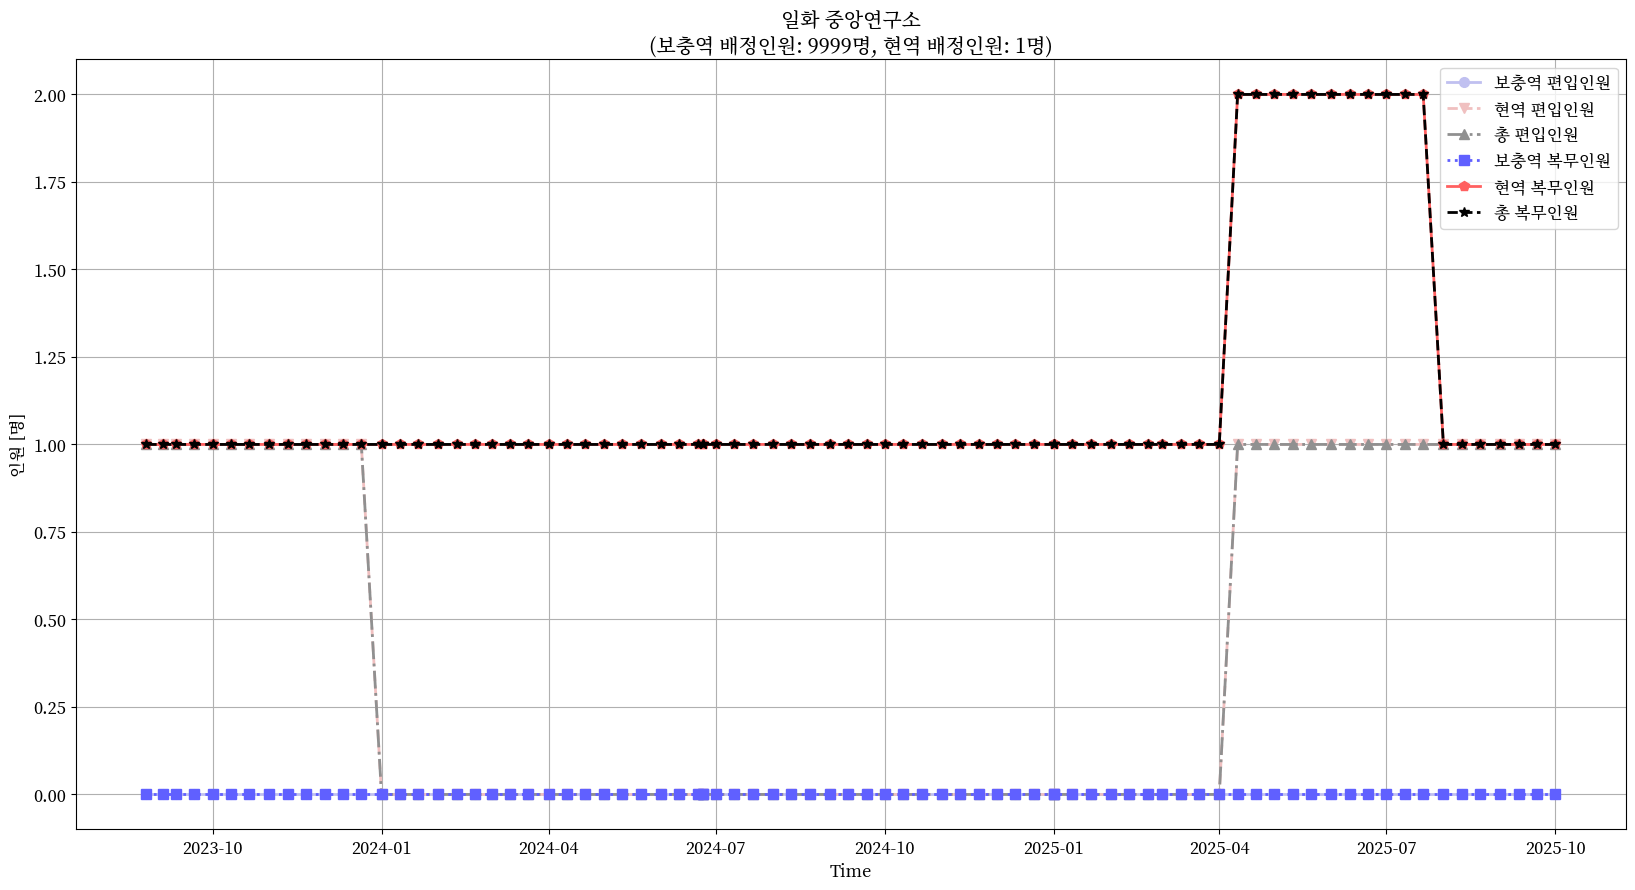 일화 중앙연구소
(보충역 배정인원: 9999명, 현역 배정인원: 1명)
보충역 편입인원
현역 편입인원
총 편입인원
보충역 복무인원
현역 복무인원
총 복무인원
2.00
1.75
1.50
1.25
1.00
0.75
0.50
0.25
0.00
인원 [명]
2023-10
2024-01
2024-04
2024-07
2024-10
2025-01
2025-04
2025-07
2025-10
Time